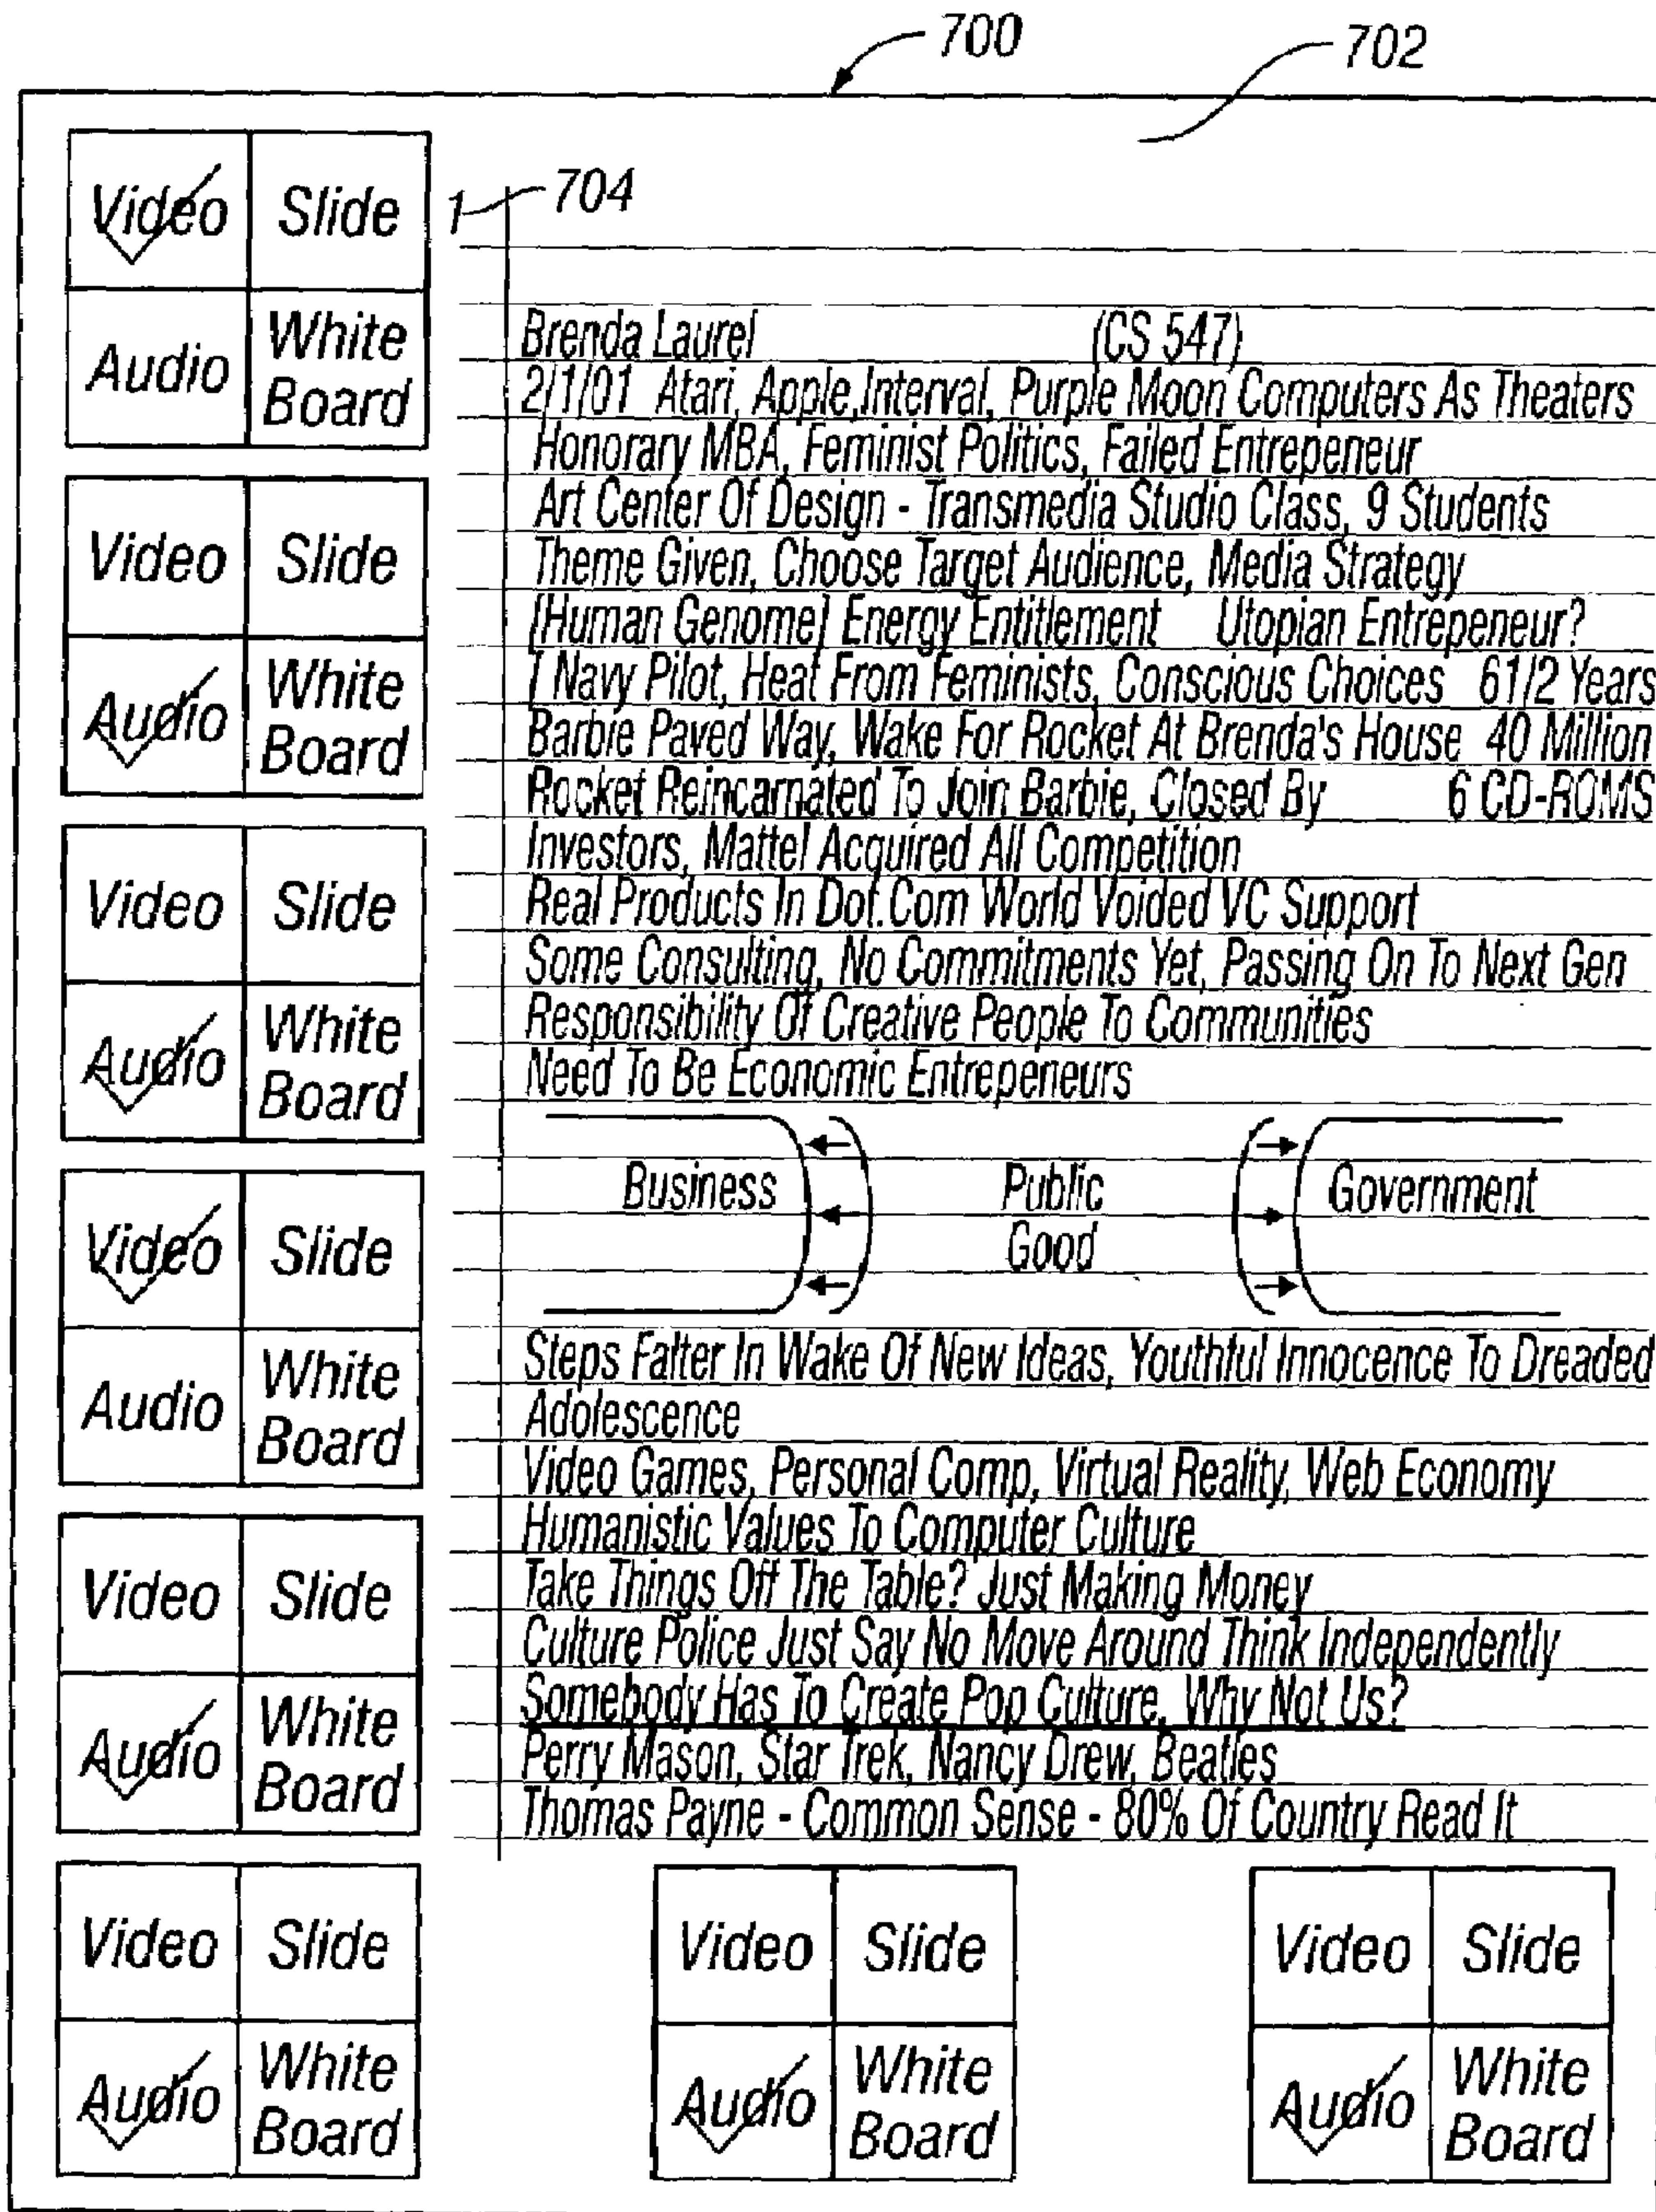 700
702
Video Slide
Audio White Board
1 704
Brenda Laurel (CS 547)
2/1/01 Atari, Apple,Interval, Purple Moon Computers As Theaters
Honorary MBA, Feminist Politics, Failed Entrepeneur
Art Center Of Design - Transmedia Studio Class, 9 Students
Theme Given, Choose Target Audience, Media Strategy
[Human Genome] Energy Entitlement Utopian Entrepeneur?
[ Navy Pilot, Heat From Feminists, Conscious Choices 61/2 Years
Barbie Paved Way, Wake For Rocket At Brenda's House 40 Million
Rocket Reincarnated To Join Barbie, Closed By 6 CD-ROMS
Investors, Mattel Acquired All Competition
Real Products In Dot.Com World Voided VC Support
Some Consulting, No Commitments Yet, Passing On To Next Gen
Responsibility Of Creative People To Communities
Need To Be Economic Entrepeneurs
Business Public Government
Good
Steps Falter In Wake Of New Ideas, Youthful Innocence To Dreaded
Adolescence
Video Games, Personal Comp, Virtual Reality, Web Economy
Humanistic Values To Computer Culture
Take Things Off The Table? Just Making Money
Culture Police Just Say No Move Around Think Independently
Somebody Has To Create Pop Culture, Why Not Us?
Perry Mason, Star Trek, Nancy Drew, Beatles
Thomas Payne - Common Sense - 80% Of Country Read It
Video Slide
Audio White Board
Video Slide
Audio White Board
Video Slide
Audio White Board
Video Slide
Audio White Board
Video Slide
Audio White Board
Video Slide
Audio White Board
Video Slide
Audio White Board